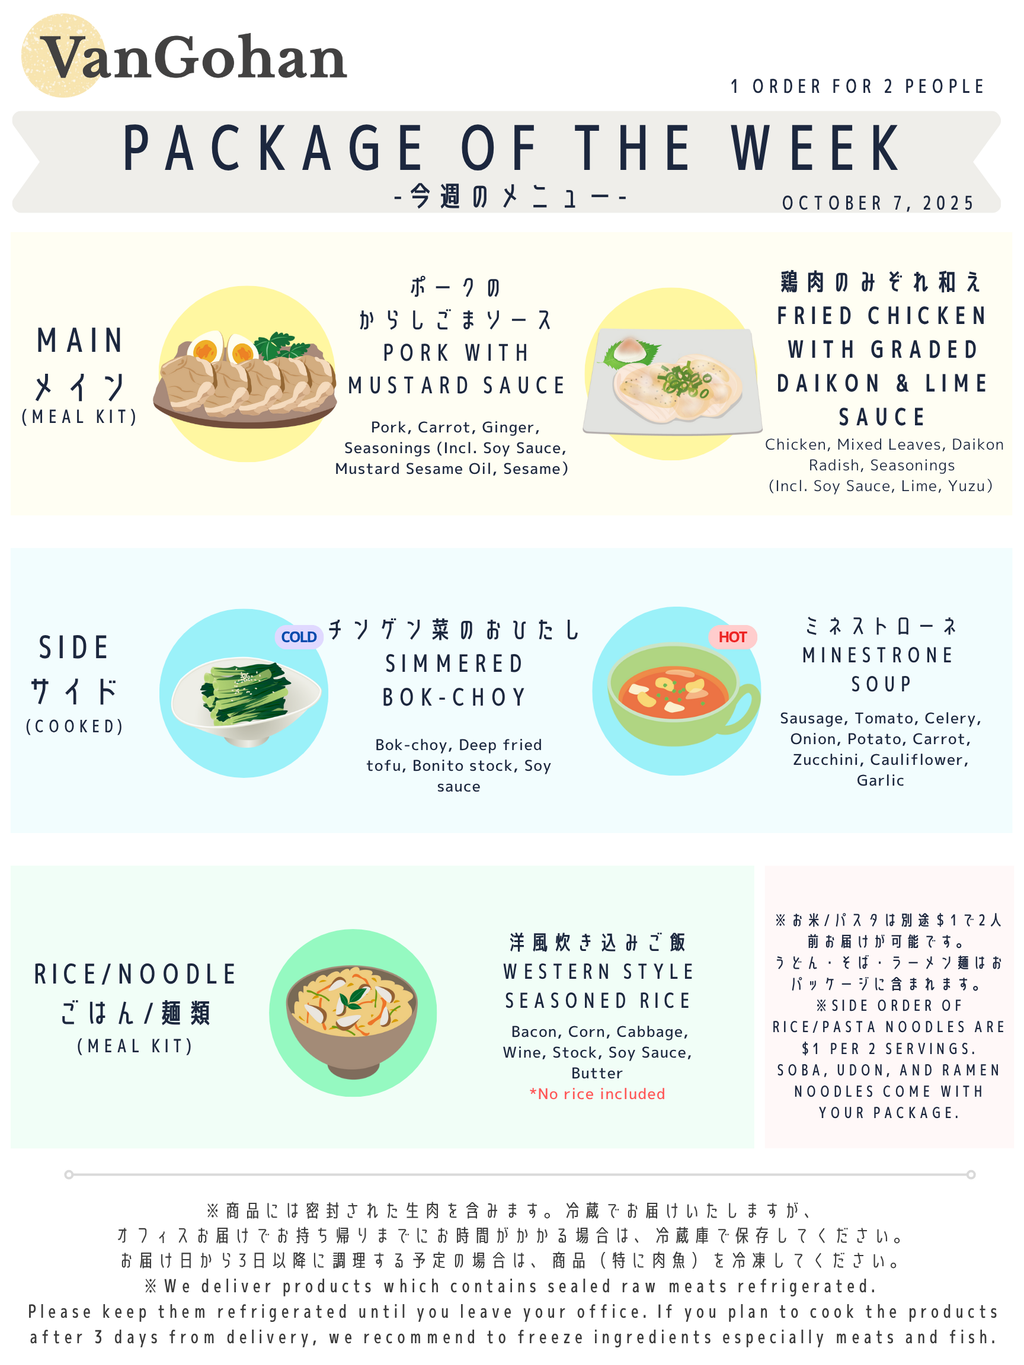 VanGohan
1 ORDER FOR 2 PEOPLE
PACKAGE OF THE WEEK
-今週のメニュー-
OCTOBER 7, 2025
MAIN
メイン
(MEAL KIT)
ポークの
からしごまソース
PORK WITH
MUSTARD SAUCE
Pork, Carrot, Ginger,
Seasonings (Incl. Soy Sauce,
Mustard Sesame Oil, Sesame)
鶏肉のみぞれ和え
FRIED CHICKEN
WITH GRADED
DAIKON & LIME
SAUCE
Chicken, Mixed Leaves, Daikon
Radish, Seasonings
(Incl. Soy Sauce, Lime, Yuzu)
SIDE
サイド
(COOKED)
COLD
チンゲン菜のおひたし
SIMMERED
BOK-CHOY
Bok-choy, Deep fried
tofu, Bonito stock, Soy
sauce
HOT
ミネストローネ
MINESTRONE
SOUP
Sausage, Tomato, Celery,
Onion, Potato, Carrot,
Zucchini, Cauliflower,
Garlic
RICE/NOODLE
ごはん/麺類
(MEAL KIT)
洋風炊き込みご飯
WESTERN STYLE
SEASONED RICE
Bacon, Corn, Cabbage,
Wine, Stock, Soy Sauce,
Butter
*No rice included
※お米/パスタは別途$1で2人
前お届けが可能です。
うどん・そば・ラーメン麺はお
パッケージに含まれます。
※SIDE ORDER OF
RICE/PASTA NOODLES ARE
$1 PER 2 SERVINGS.
SOBA, UDON, AND RAMEN
NOODLES COME WITH
YOUR PACKAGE.
※商品には密封された生肉を含みます。冷蔵でお届けいたしますが、
オフィスお届けでお持ち帰りまでにお時間がかかる場合は、冷蔵庫で保存してください。
お届け日から3日以降に調理する予定の場合は、商品（特に肉魚）を冷凍してください。
※We deliver products which contains sealed raw meats refrigerated.
Please keep them refrigerated until you leave your office. If you plan to cook the products
after 3 days from delivery, we recommend to freeze ingredients especially meats and fish.